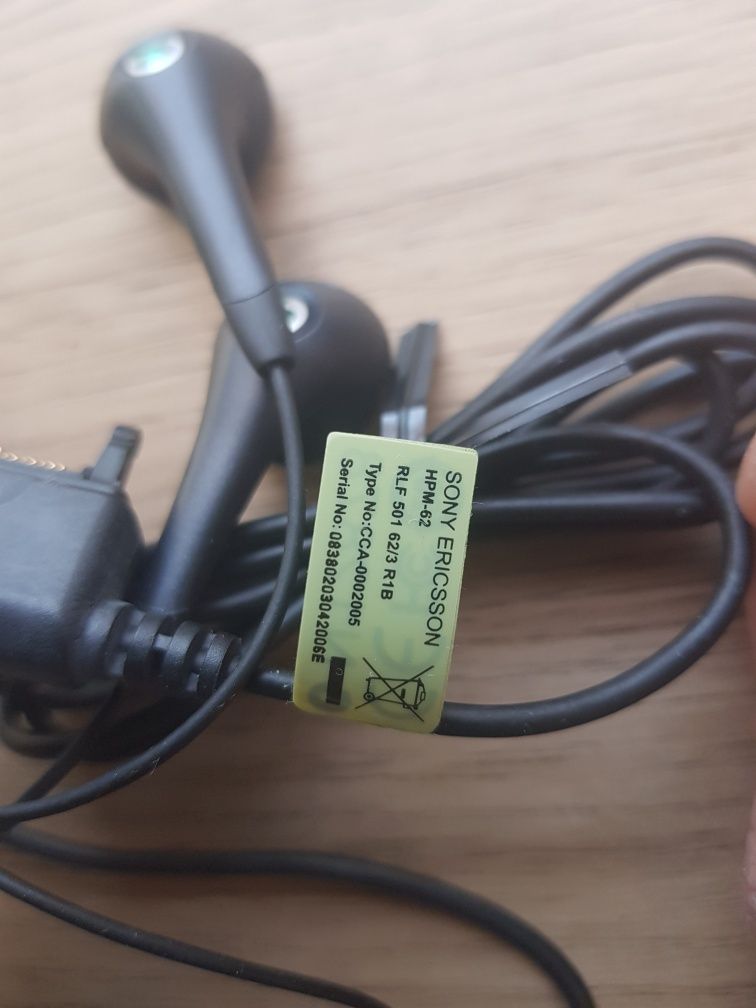 SONY ERICSSON
HPM-62
RLF 501 62/3 R1B
Type No:CCA-0002005
Serial No: 08380203042006E